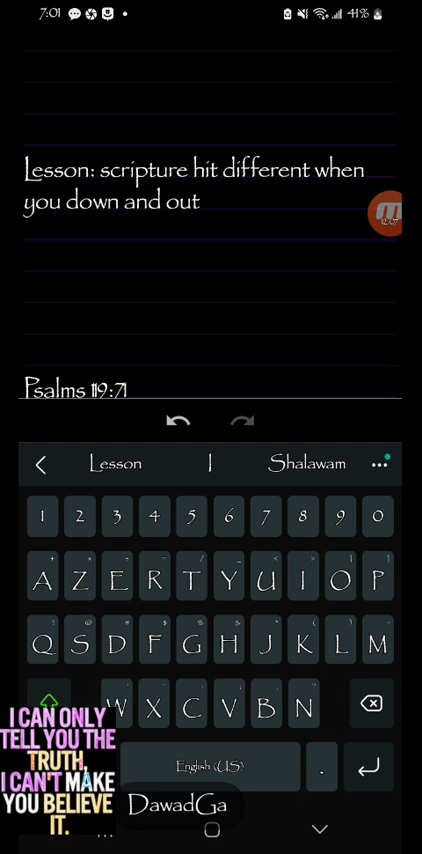 7:01
41%
Lesson: scripture hit different when
you down and out
12:07
Psalms 119:71
Lesson I Shalawam
1 2 3 4 5 6 7 8 9 0
+ × ÷ = / _ < > [ ]
A Z E R T Y U I O P
! @ # $ % & * ( ) -
Q S D F G H J K L M
W X C V B N
English (US) .
I CAN ONLY
TELL YOU THE
TRUTH,
I CAN'T MAKE
YOU BELIEVE
IT.
DawadGa